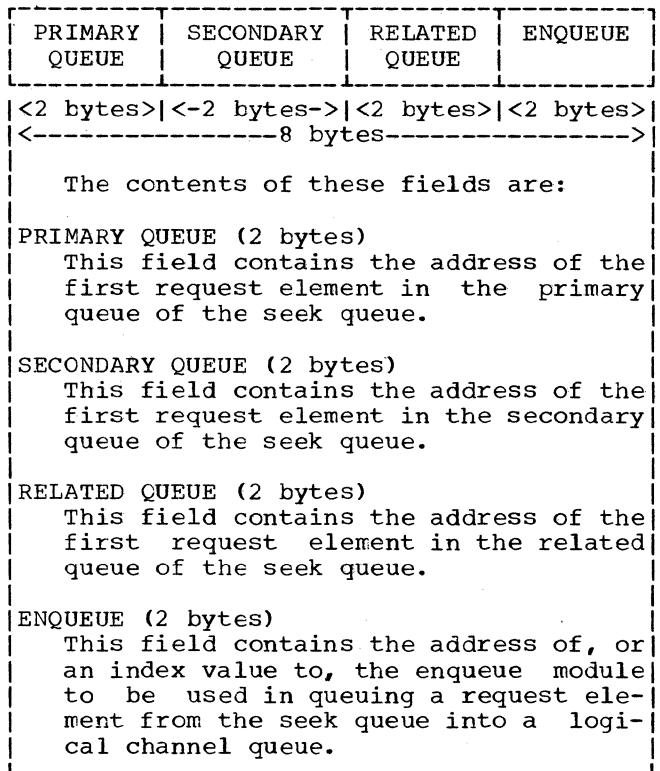 PRIMARY | SECONDARY | RELATED | ENQUEUE
QUEUE | QUEUE | QUEUE |
|<2 bytes>|<-2 bytes->|<2 bytes>|<2 bytes>|
|<-----------------8 bytes---------------->|
The contents of these fields are:
PRIMARY QUEUE (2 bytes)
This field contains the address of the
first request element in the primary
queue of the seek queue.
SECONDARY QUEUE (2 bytes)
This field contains the address of the
first request element in the secondary
queue of the seek queue.
RELATED QUEUE (2 bytes)
This field contains the address of the
first request element in the related
queue of the seek queue.
ENQUEUE (2 bytes)
This field contains the address of, or
an index value to, the enqueue module
to be used in queuing a request ele-
ment from the seek queue into a logi-
cal channel queue.